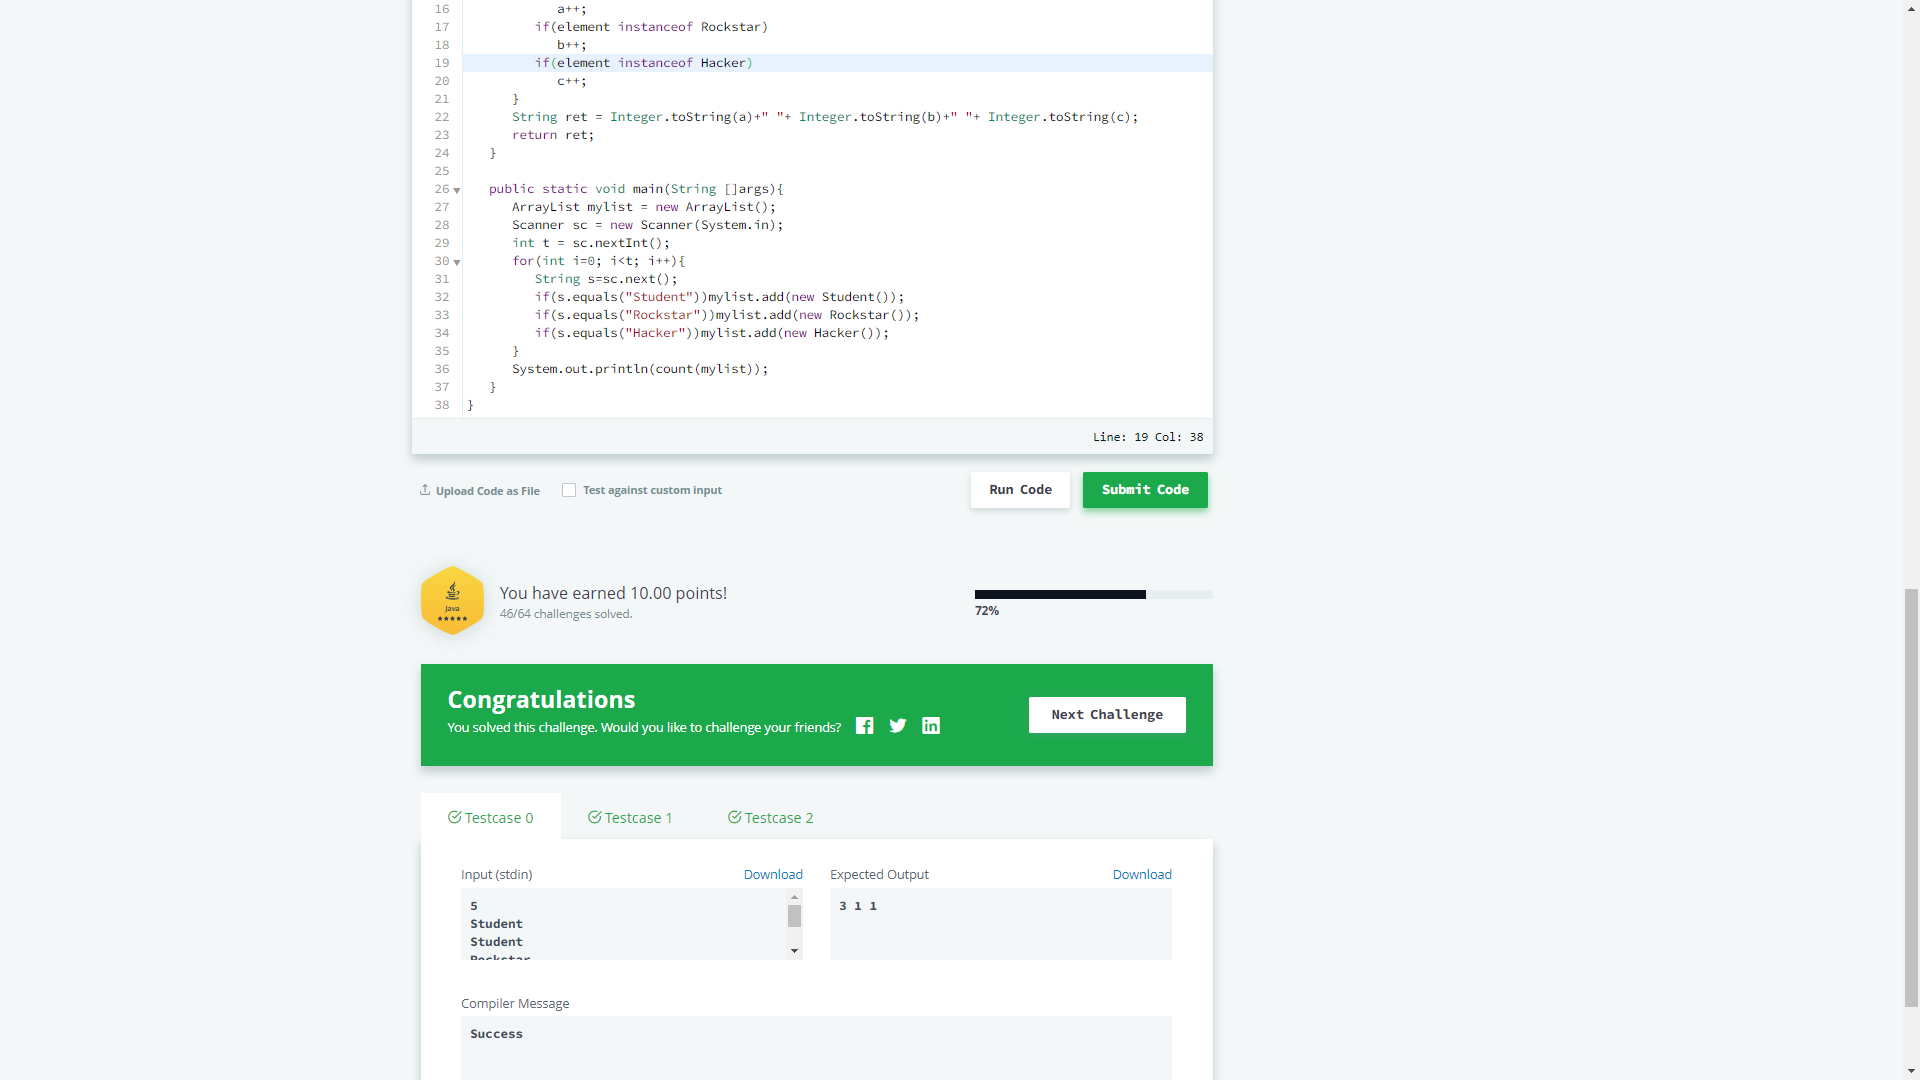 16 a++;
17 if(element instanceof Rockstar)
18 b++;
19 if(element instanceof Hacker)
20 c++;
21 }
22 String ret = Integer.toString(a)+" "+ Integer.toString(b)+" "+ Integer.toString(c);
23 return ret;
24 }
25
26 public static void main(String []args){
27 ArrayList mylist = new ArrayList();
28 Scanner sc = new Scanner(System.in);
29 int t = sc.nextInt();
30 for(int i=0; i<t; i++){
31 String s=sc.next();
32 if(s.equals("Student"))mylist.add(new Student());
33 if(s.equals("Rockstar"))mylist.add(new Rockstar());
34 if(s.equals("Hacker"))mylist.add(new Hacker());
35 }
36 System.out.println(count(mylist));
37 }
38 }
Line: 19 Col: 38
Upload Code as File
Test against custom input
Run Code
Submit Code
Java
You have earned 10.00 points!
46/64 challenges solved.
72%
Congratulations
You solved this challenge. Would you like to challenge your friends?
Next Challenge
Testcase 0
Testcase 1
Testcase 2
Input (stdin)
Download
Expected Output
Download
5
Student
Student
Rockstar
3 1 1
Compiler Message
Success